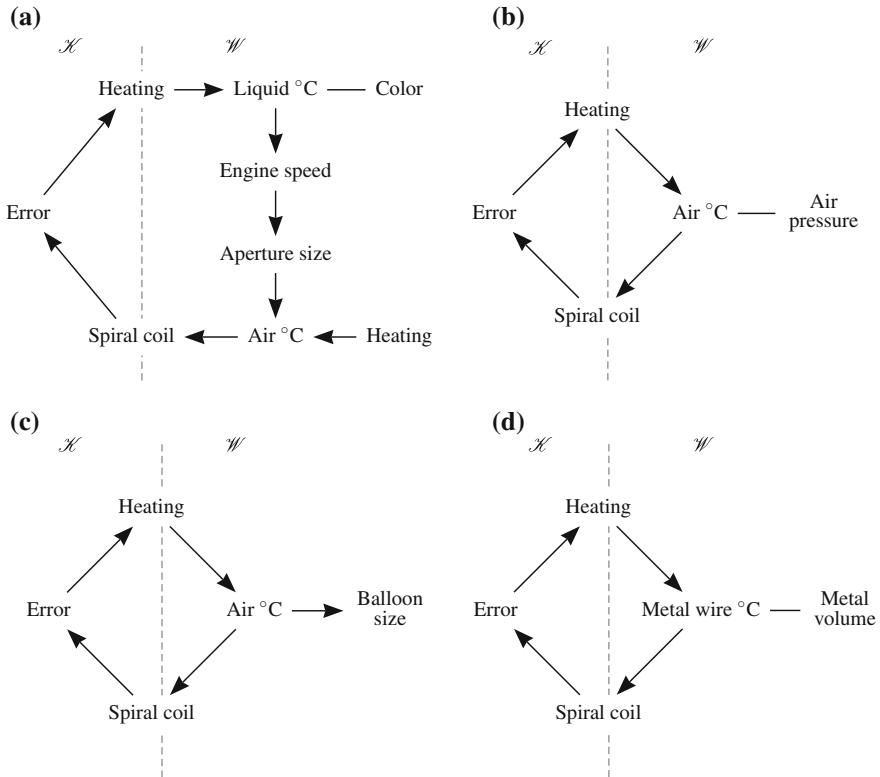 (a)
𝒦 𝒲
Heating Liquid °C Color
Engine speed
Error
Aperture size
Spiral coil Air °C Heating
(b)
𝒦 𝒲
Heating
Error Air °C Air
pressure
Spiral coil
(c)
𝒦 𝒲
Heating
Error Air °C Balloon
size
Spiral coil
(d)
𝒦 𝒲
Heating
Error Metal wire °C Metal
volume
Spiral coil